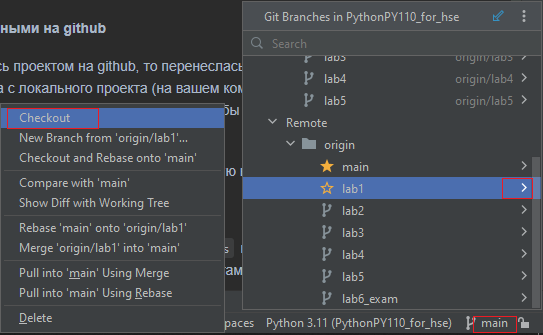 ными на github
сь проектом на github, то перенеслась
а с локального проекта (на вашем ком
бы
Checkout
New Branch from 'origin/lab1'...
Checkout and Rebase onto 'main'
Compare with 'main'
Show Diff with Working Tree
Rebase 'main' onto 'origin/lab1'
Merge 'origin/lab1' into 'main'
Pull into 'main' Using Merge
Pull into 'main' Using Rebase
Delete
Git Branches in PythonPY110_for_hse
Search
lab3 origin/lab3
lab4 origin/lab4
lab5 origin/lab5
Remote
origin
main
lab1
lab2
lab3
lab4
lab5
lab6_exam
paces Python 3.11 (PythonPY110_for_hse) main